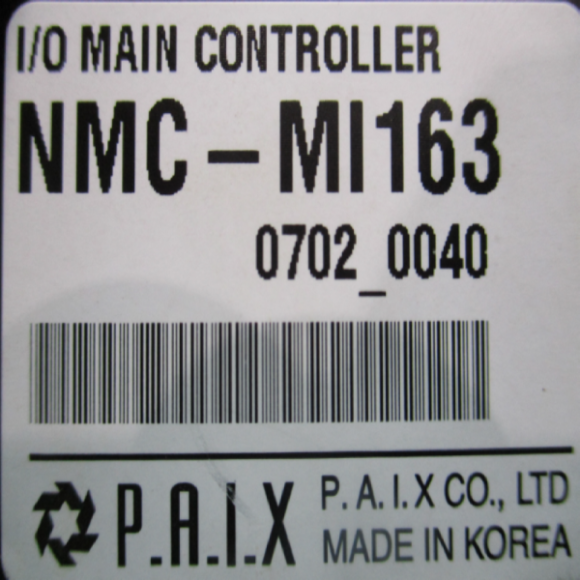 I/O MAIN CONTROLLER
NMC-MI163
0702_0040
P.A.I.X
P. A. I. X CO., LTD
MADE IN KOREA